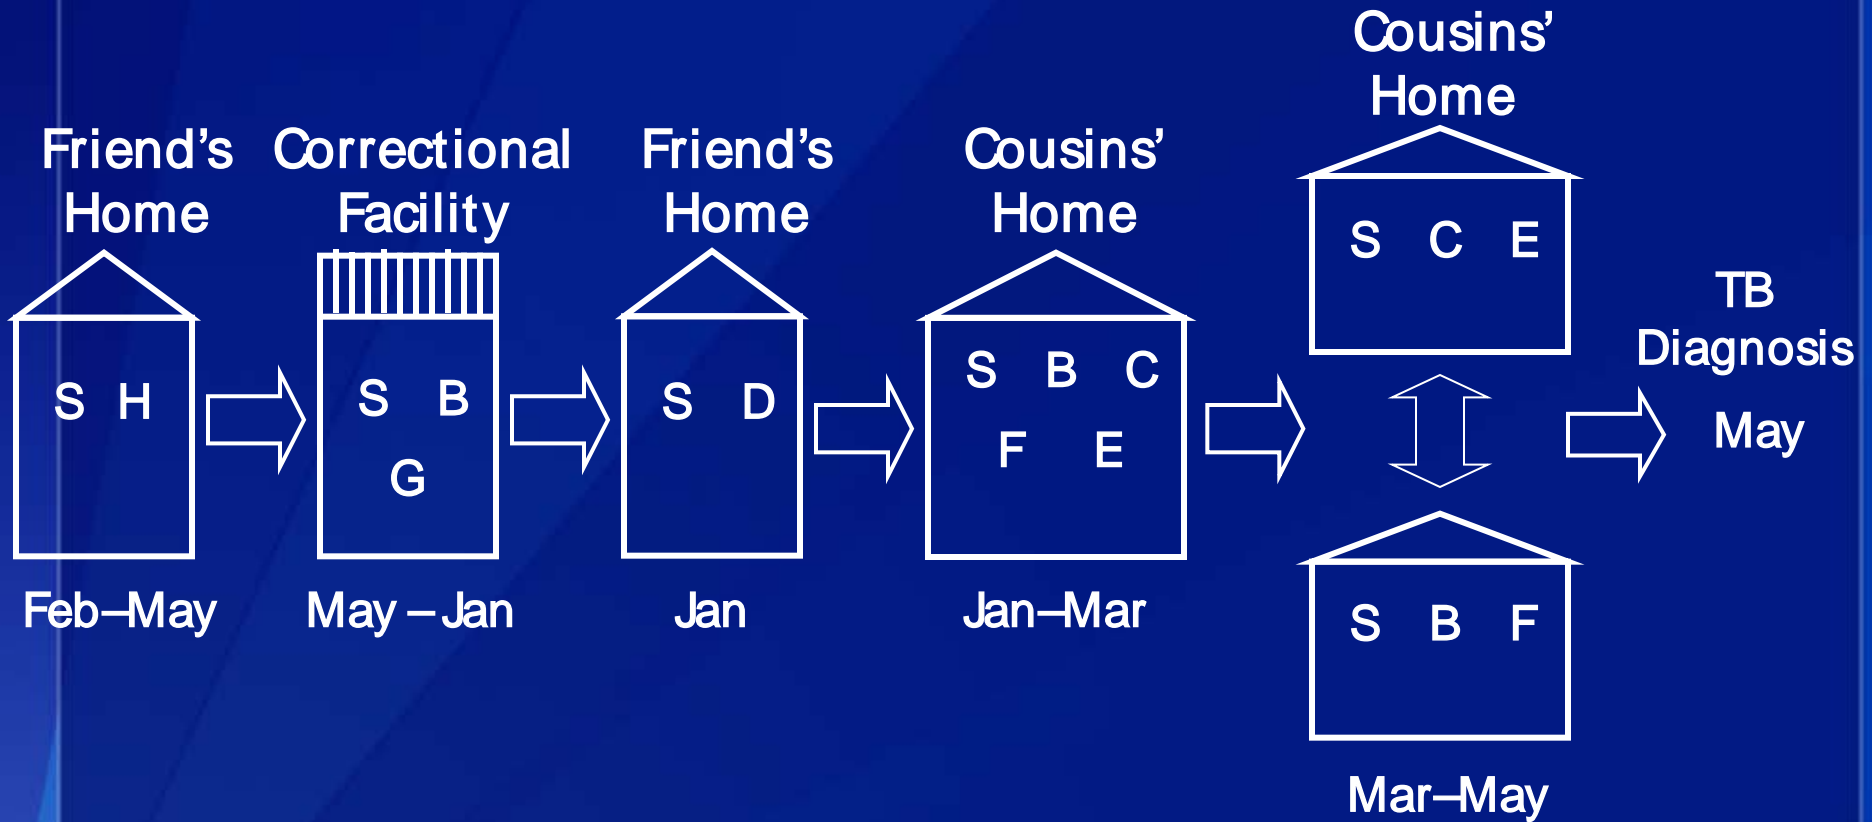 Friend's
Home
S H
Feb–May
Correctional
Facility
S B
G
May – Jan
Friend's
Home
S D
Jan
Cousins'
Home
S B C
F E
Jan–Mar
Cousins'
Home
S C E
S B F
Mar–May
TB
Diagnosis
May